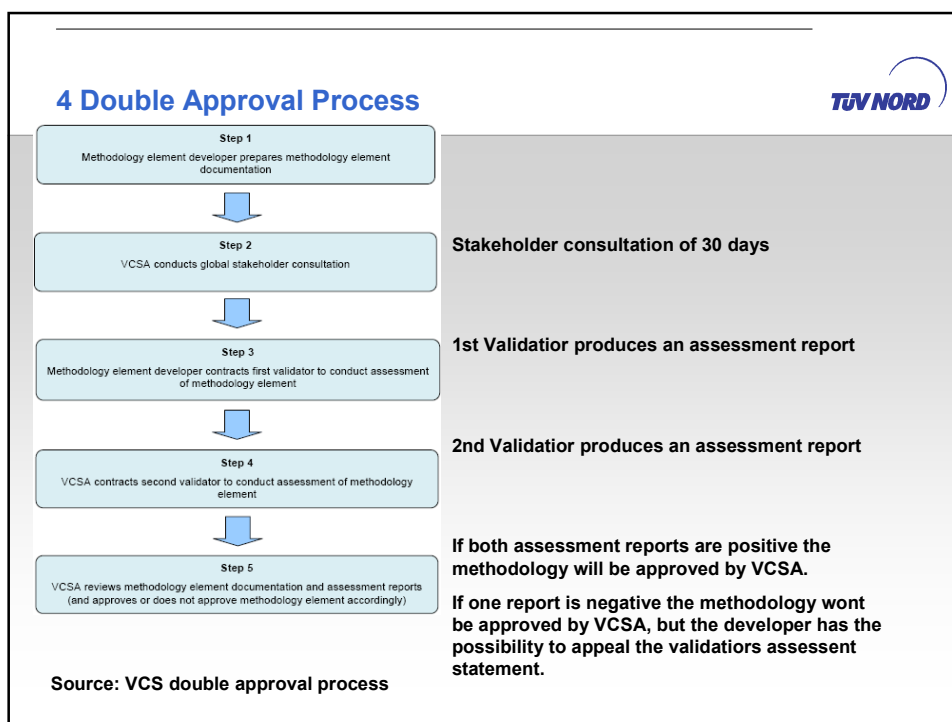 4 Double Approval Process
TÜV NORD
Step 1
Methodology element developer prepares methodology element
documentation
Step 2
VCSA conducts global stakeholder consultation
Stakeholder consultation of 30 days
Step 3
Methodology element developer contracts first validator to conduct assessment
of methodology element
1st Validatior produces an assessment report
Step 4
VCSA contracts second validator to conduct assessment of methodology
element
2nd Validatior produces an assessment report
Step 5
VCSA reviews methodology element documentation and assessment reports
(and approves or does not approve methodology element accordingly)
If both assessment reports are positive the
methodology will be approved by VCSA.
If one report is negative the methodology wont
be approved by VCSA, but the developer has the
possibility to appeal the validatiors assessent
statement.
Source: VCS double approval process